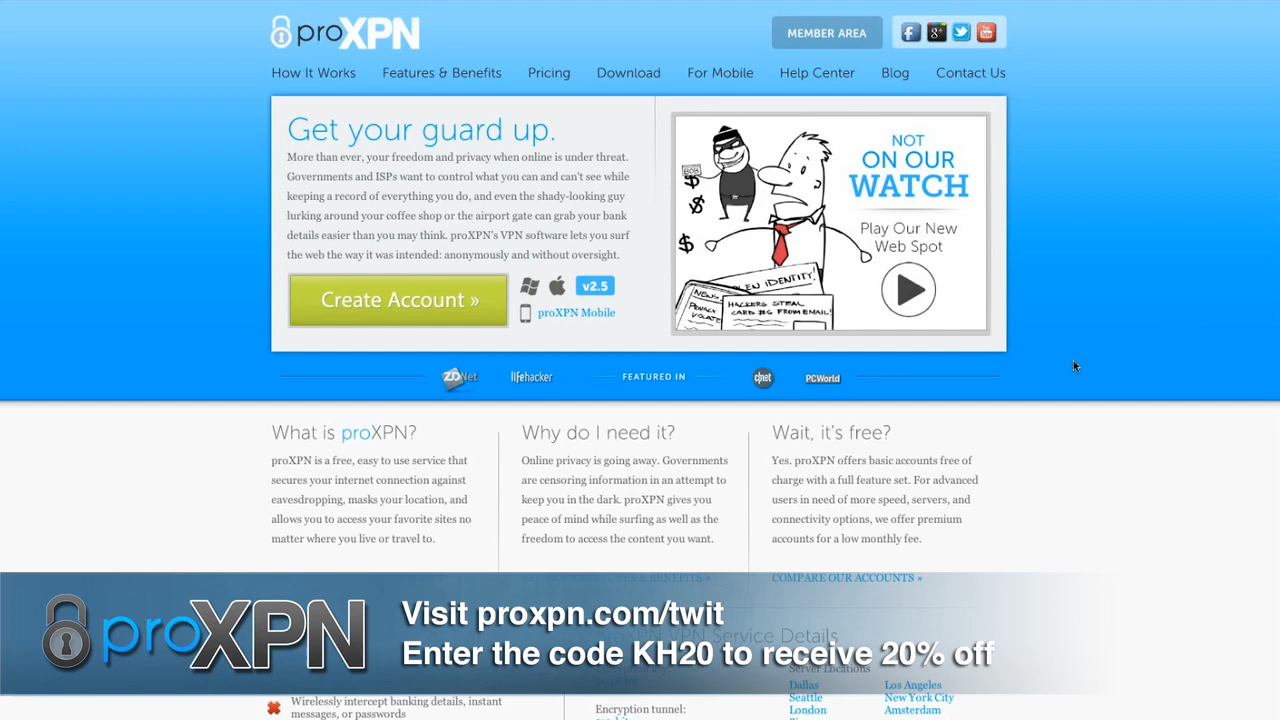 proXPN
MEMBER AREA
How It Works
Features & Benefits
Pricing
Download
For Mobile
Help Center
Blog
Contact Us
Get your guard up.
More than ever, your freedom and privacy when online is under threat.
Governments and ISPs want to control what you can and can't see while
keeping a record of everything you do, and even the shady-looking guy
lurking around your coffee shop or the airport gate can grab your bank
details easier than you may think. proXPN's VPN software lets you surf
the web the way it was intended: anonymously and without oversight.
Create Account »
v2.5
proXPN Mobile
NOT
ON OUR
WATCH
Play Our New
Web Spot
IDENTITY!
NEWS
HACKERS STEAL
CARD #S FROM EMAIL!
ZDNet
lifehacker
FEATURED IN
c|net
PCWorld
What is proXPN?
proXPN is a free, easy to use service that
secures your internet connection against
eavesdropping, masks your location, and
allows you to access your favorite sites no
matter where you live or travel to.
Why do I need it?
Online privacy is going away. Governments
are censoring information in an attempt to
keep you in the dark. proXPN gives you
peace of mind while surfing as well as the
freedom to access the content you want.
Wait, it's free?
Yes. proXPN offers basic accounts free of
charge with a full feature set. For advanced
users in need of more speed, servers, and
connectivity options, we offer premium
accounts for a low monthly fee.
& BENEFITS »
COMPARE OUR ACCOUNTS »
proXPN
Visit proxpn.com/twit
Enter the code KH20 to receive 20% off
proXPN VPN Service Details
Server Locations
Dallas
Los Angeles
Seattle
New York City
London
Amsterdam
Wirelessly intercept banking details, instant
messages, or passwords
Encryption tunnel: